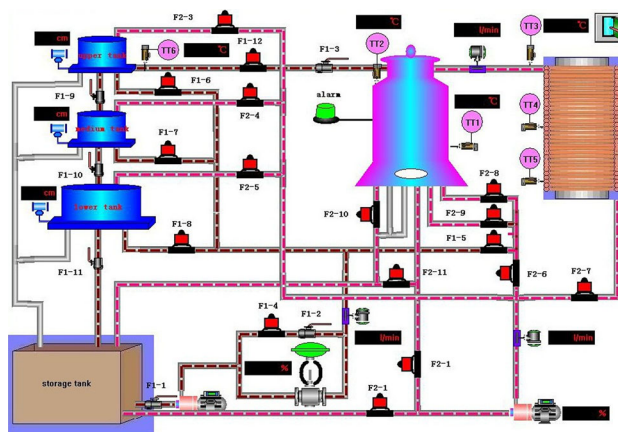 F2-3
℃
l/min
TT3
℃
cm
upper tank
TT6
℃
F1-12
F1-3
TT2
F1-6
F1-9
alarm
℃
cm
F2-4
TT4
medium tank
F1-7
TT1
F1-10
F2-5
TT5
cm
F2-8
lower tank
F2-10
F2-9
F1-8
F1-5
F1-11
F2-11
F2-6
F2-7
F1-4
F1-2
l/min
l/min
storage tank
%
F2-1
F1-1
F2-1
%